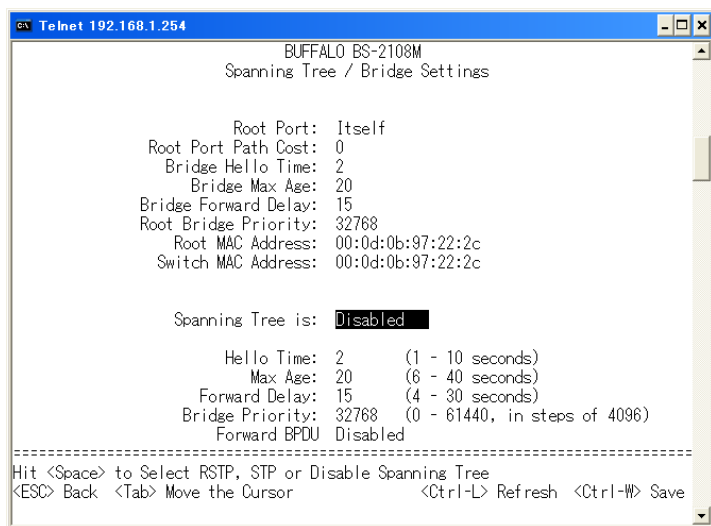 Telnet 192.168.1.254
BUFFALO BS-2108M
Spanning Tree / Bridge Settings
Root Port: Itself
Root Port Path Cost: 0
Bridge Hello Time: 2
Bridge Max Age: 20
Bridge Forward Delay: 15
Root Bridge Priority: 32768
Root MAC Address: 00:0d:0b:97:22:2c
Switch MAC Address: 00:0d:0b:97:22:2c
Spanning Tree is: Disabled
Hello Time: 2 (1 - 10 seconds)
Max Age: 20 (6 - 40 seconds)
Forward Delay: 15 (4 - 30 seconds)
Bridge Priority: 32768 (0 - 61440, in steps of 4096)
Forward BPDU Disabled
================================================================================
Hit <Space> to Select RSTP, STP or Disable Spanning Tree
<ESC> Back <Tab> Move the Cursor <Ctrl-L> Refresh <Ctrl-W> Save